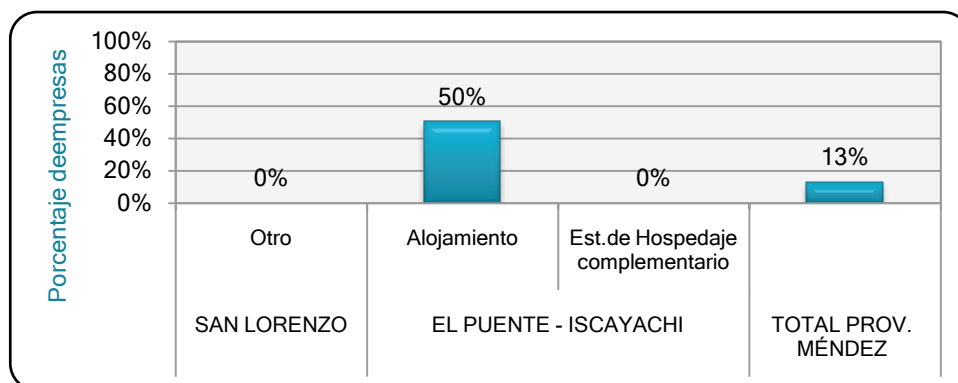 Porcentaje deempresas
100%
80%
60%
40%
20%
0%
0%
50%
0%
13%
Otro
Alojamiento
Est.de Hospedaje
complementario
SAN LORENZO
EL PUENTE - ISCAYACHI
TOTAL PROV.
MÉNDEZ